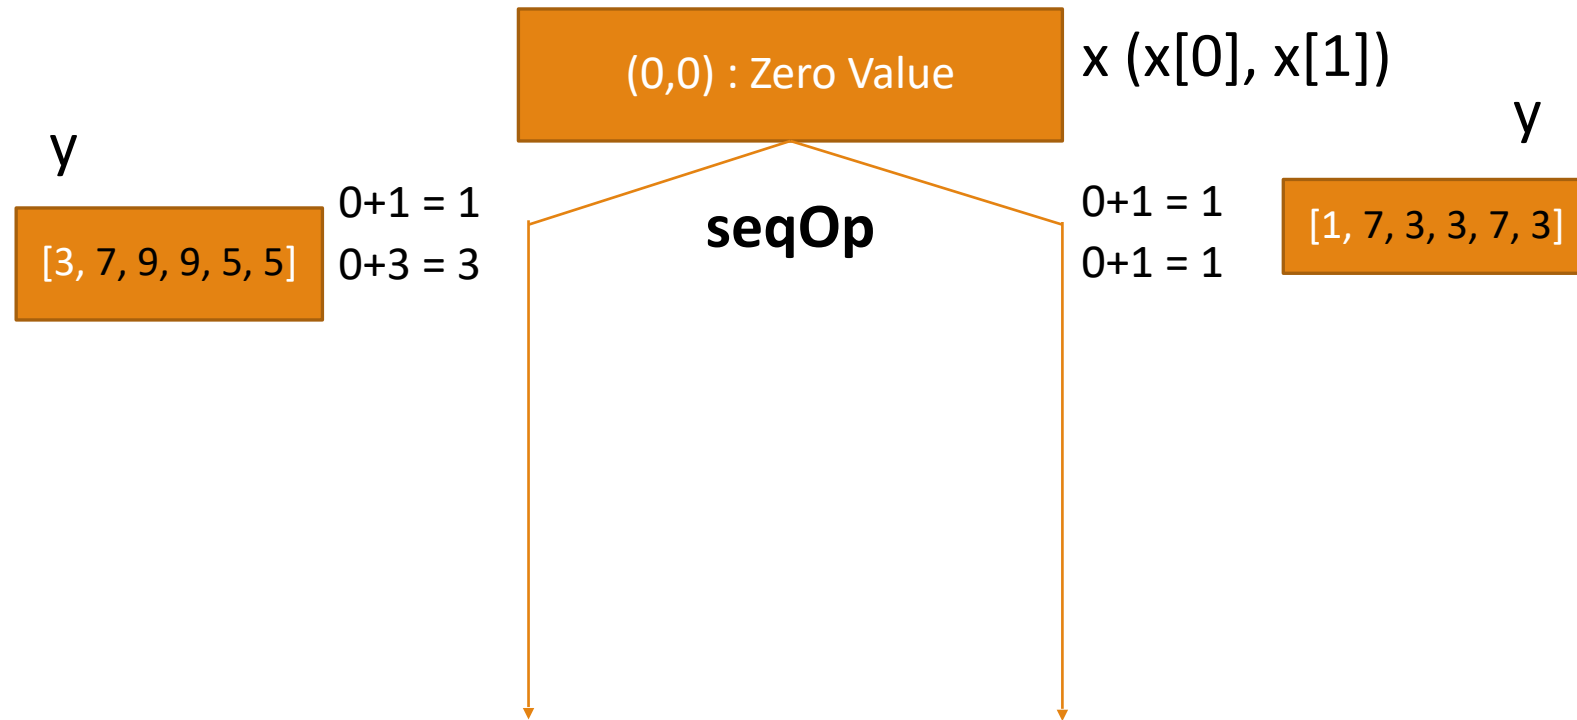 (0,0) : Zero Value
x (x[0], x[1])
y
y
0+1 = 1
0+3 = 3
[3, 7, 9, 9, 5, 5]
seqOp
0+1 = 1
0+1 = 1
[1, 7, 3, 3, 7, 3]